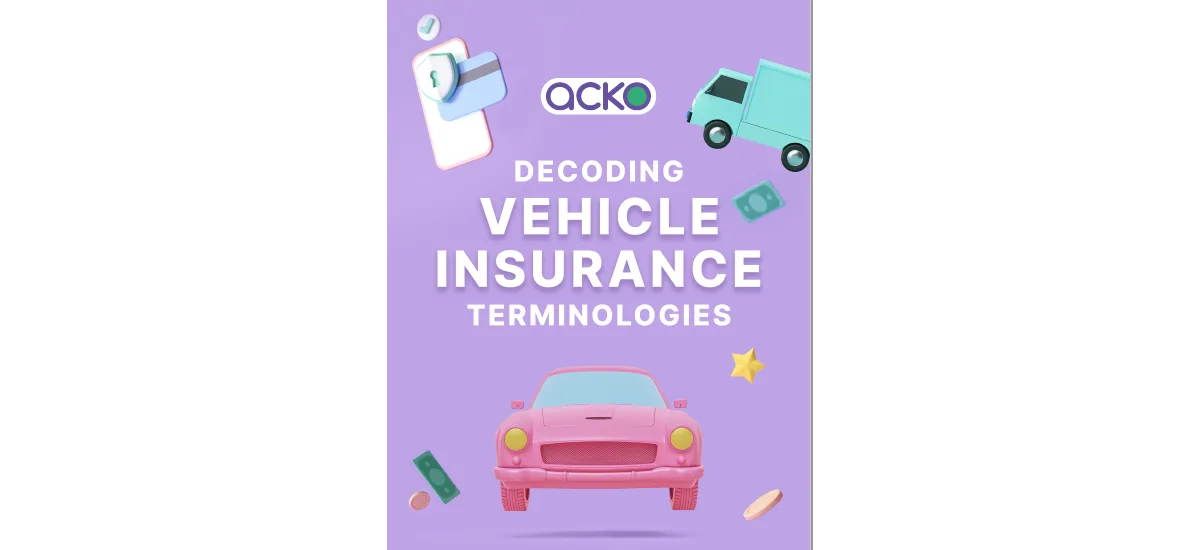 acko
DECODING
VEHICLE
INSURANCE
TERMINOLOGIES